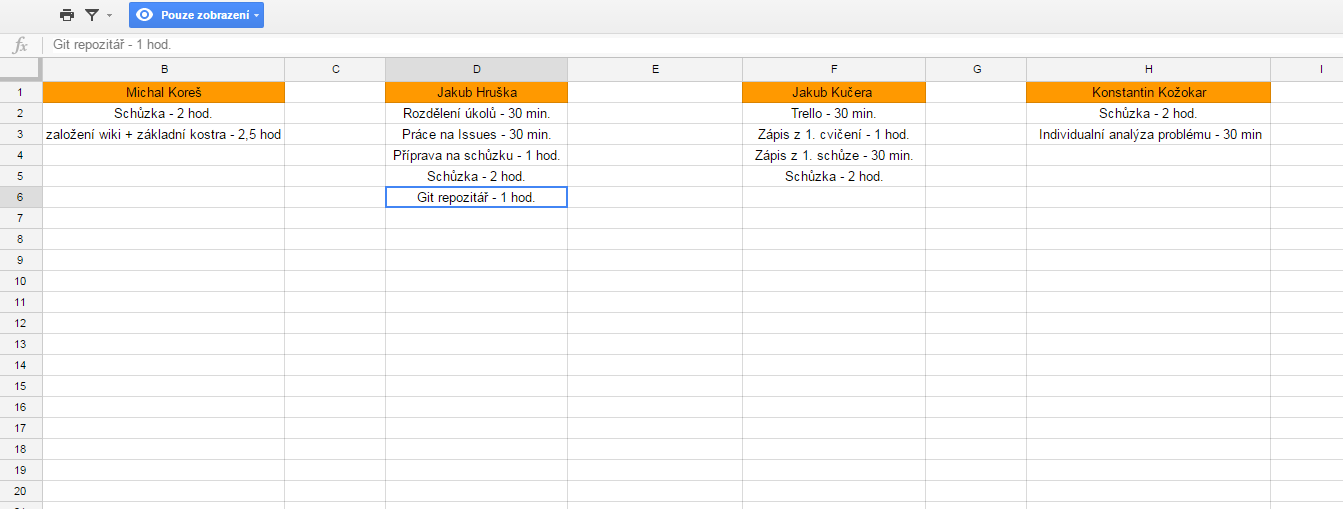 Pouze zobrazení
fx Git repozitář - 1 hod.
B C D E F G H I
1 Michal Koreš Jakub Hruška Jakub Kučera Konstantin Kožokar
2 Schůzka - 2 hod. Rozdělení úkolů - 30 min. Trello - 30 min. Schůzka - 2 hod.
3 založení wiki + základní kostra - 2,5 hod Práce na Issues - 30 min. Zápis z 1. cvičení - 1 hod. Individualní analýza problému - 30 min
4 Příprava na schůzku - 1 hod. Zápis z 1. schůze - 30 min.
5 Schůzka - 2 hod. Schůzka - 2 hod.
6 Git repozitář - 1 hod.
7
8
9
10
11
12
13
14
15
16
17
18
19
20